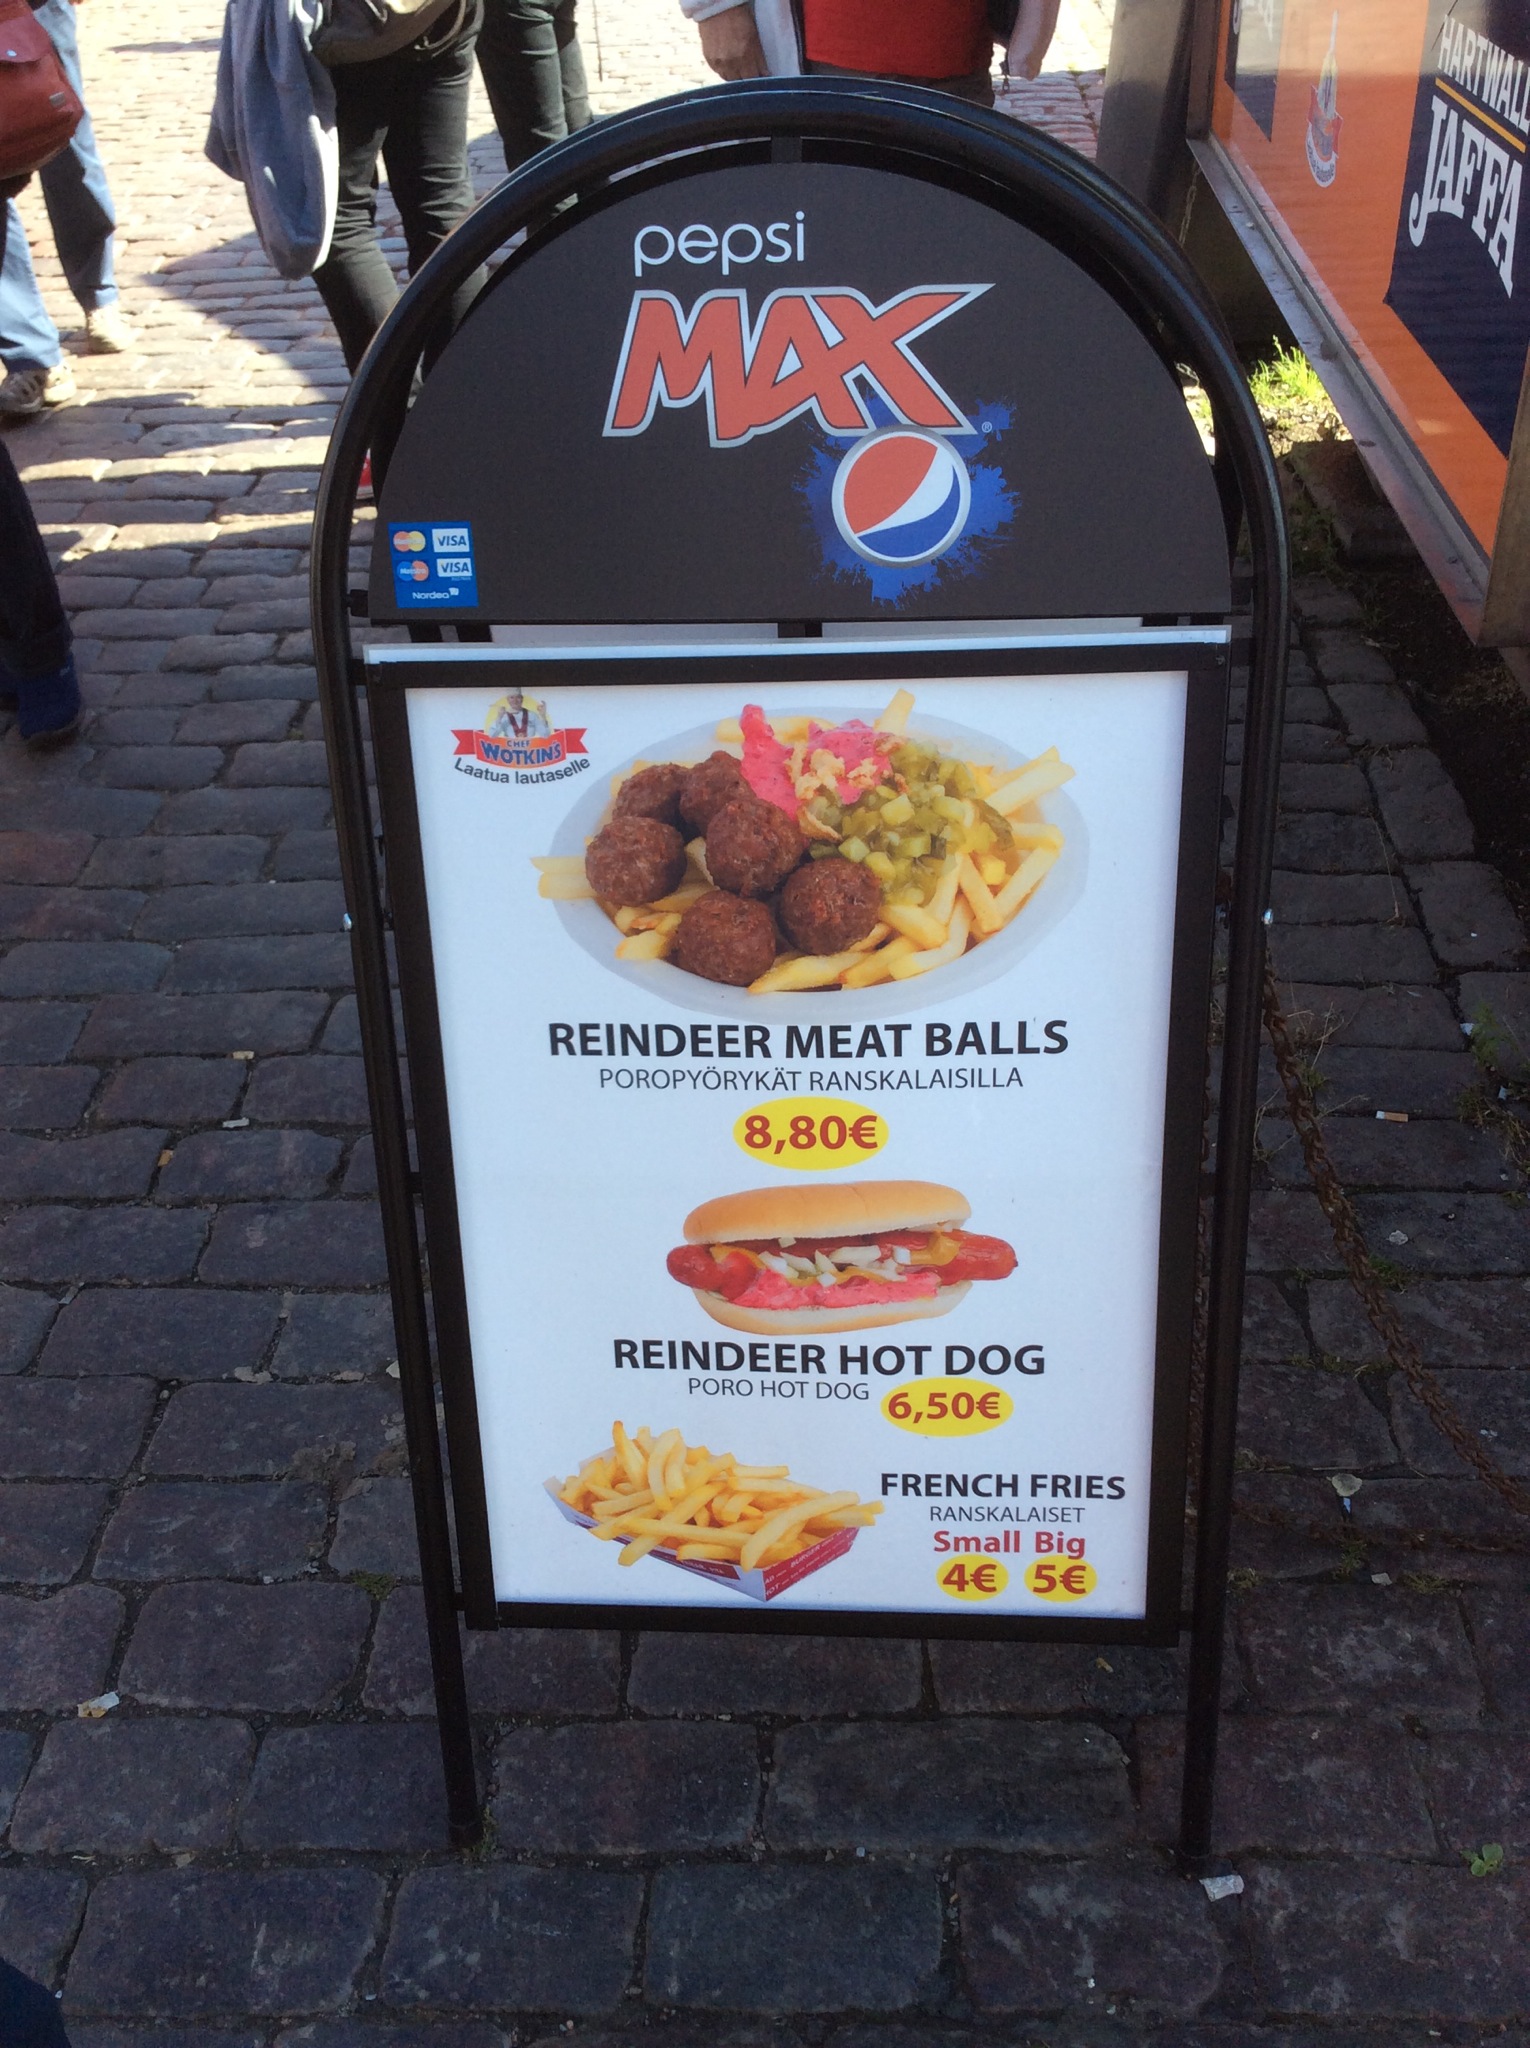 HARTWALL
JAFFA
pepsi
MAX
®
VISA
Maestro VISA
Nordea
CHEF
WOTKINS
Laatua lautaselle
REINDEER MEAT BALLS
POROPYÖRYKÄT RANSKALAISILLA
8,80€
REINDEER HOT DOG
PORO HOT DOG 6,50€
FRENCH FRIES
RANSKALAISET
Small Big
4€ 5€